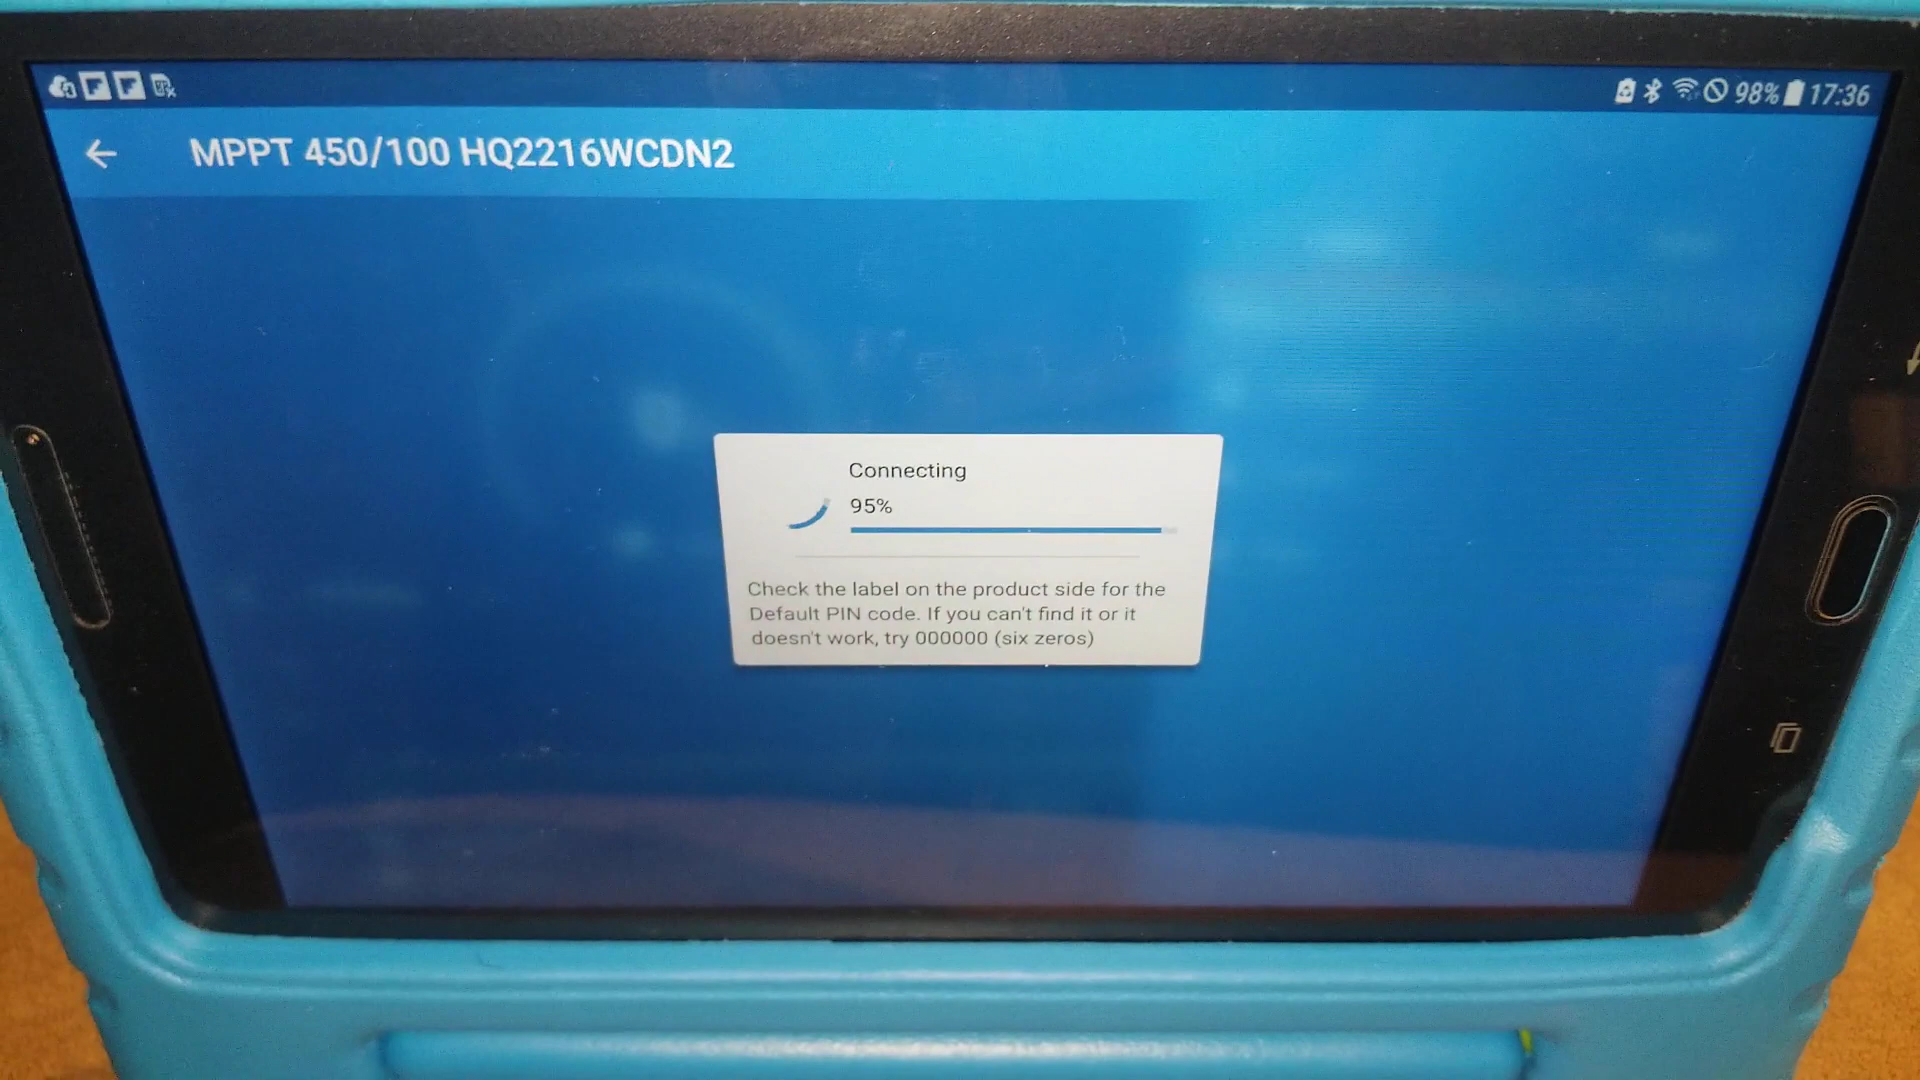 98% 17:36
MPPT 450/100 HQ2216WCDN2
Connecting
95%
Check the label on the product side for the
Default PIN code. If you can't find it or it
doesn't work, try 000000 (six zeros)